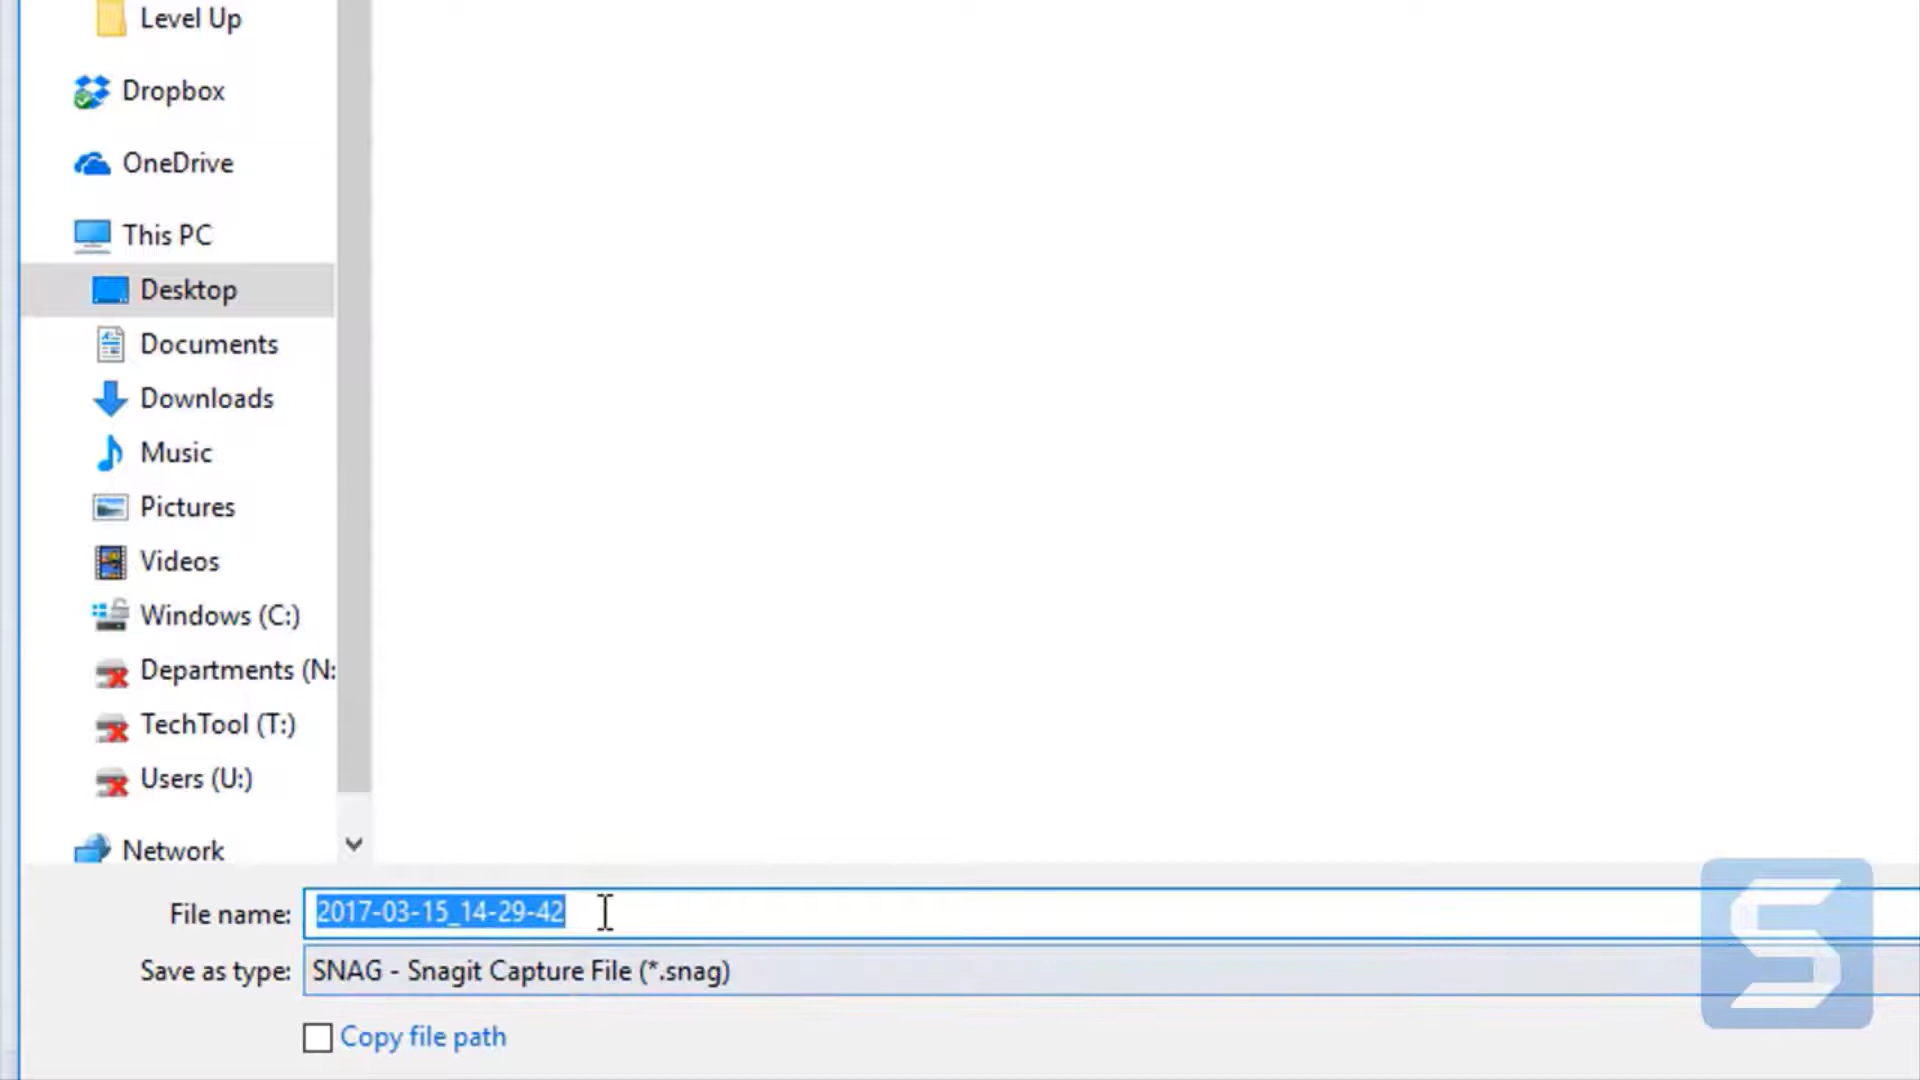 Level Up
Dropbox
OneDrive
This PC
Desktop
Documents
Downloads
Music
Pictures
Videos
Windows (C:)
Departments (N:
TechTool (T:)
Users (U:)
Network
File name: 2017-03-15_14-29-42
Save as type: SNAG - Snagit Capture File (*.snag)
Copy file path